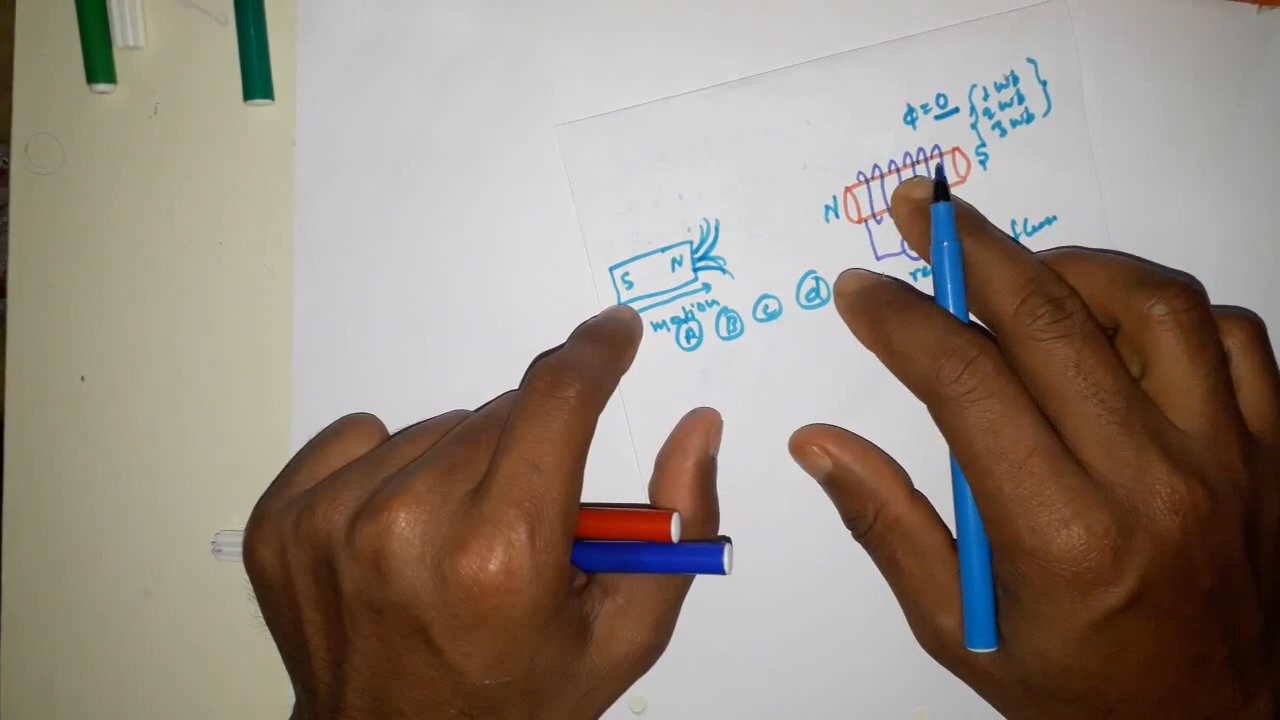 φ = 0 { 1 wb
2 wb
3 wb }
N S
S N
motion
A B C d